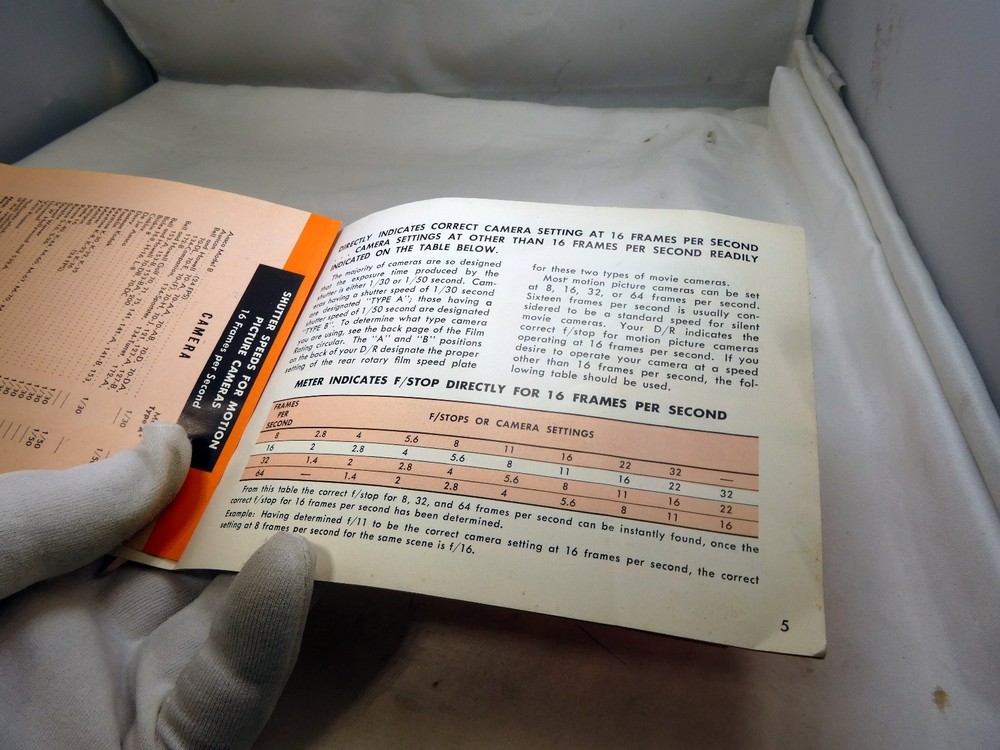 SHUTTER SPEEDS FOR MOTION
PICTURE CAMERAS
16 Frames per Second
CAMERA
DIRECTLY INDICATES CORRECT CAMERA SETTING AT 16 FRAMES PER SECOND
CAMERA SETTINGS AT OTHER THAN 16 FRAMES PER SECOND READILY
INDICATED ON THE TABLE BELOW.
The majority of cameras are so designed
that the exposure time produced by the
shutter is either 1/30 or 1/50 second. Cam-
eras having a shutter speed of 1/30 second
are designated "TYPE A"; those having a
shutter speed of 1/50 second are designated
"TYPE B". To determine what type camera
you are using, see the back page of the Film
Rating circular. The "A" and "B" positions
on the back of your D/R designate the proper
setting of the rear rotary film speed plate
for these two types of movie cameras.
Most motion picture cameras can be set
at 8, 16, 32, or 64 frames per second.
Sixteen frames per second is usually con-
sidered to be a standard speed for silent
movie cameras. Your D/R indicates the
correct f/stop for motion picture cameras
operating at 16 frames per second. If you
desire to operate your camera at a speed
other than 16 frames per second, the fol-
lowing table should be used.
METER INDICATES F/STOP DIRECTLY FOR 16 FRAMES PER SECOND
FRAMES
PER
SECOND
F/STOPS OR CAMERA SETTINGS
8 2.8 4 5.6 8 11 16 22 32 —
16 2 2.8 4 5.6 8 11 16 22 32
32 1.4 2 2.8 4 5.6 8 11 16 22
64 — 1.4 2 2.8 4 5.6 8 11 16
From this table the correct f/stop for 8, 32, and 64 frames per second can be instantly found, once the
correct f/stop for 16 frames per second has been determined.
Example: Having determined f/11 to be the correct camera setting at 16 frames per second, the correct
setting at 8 frames per second for the same scene is f/16.
5